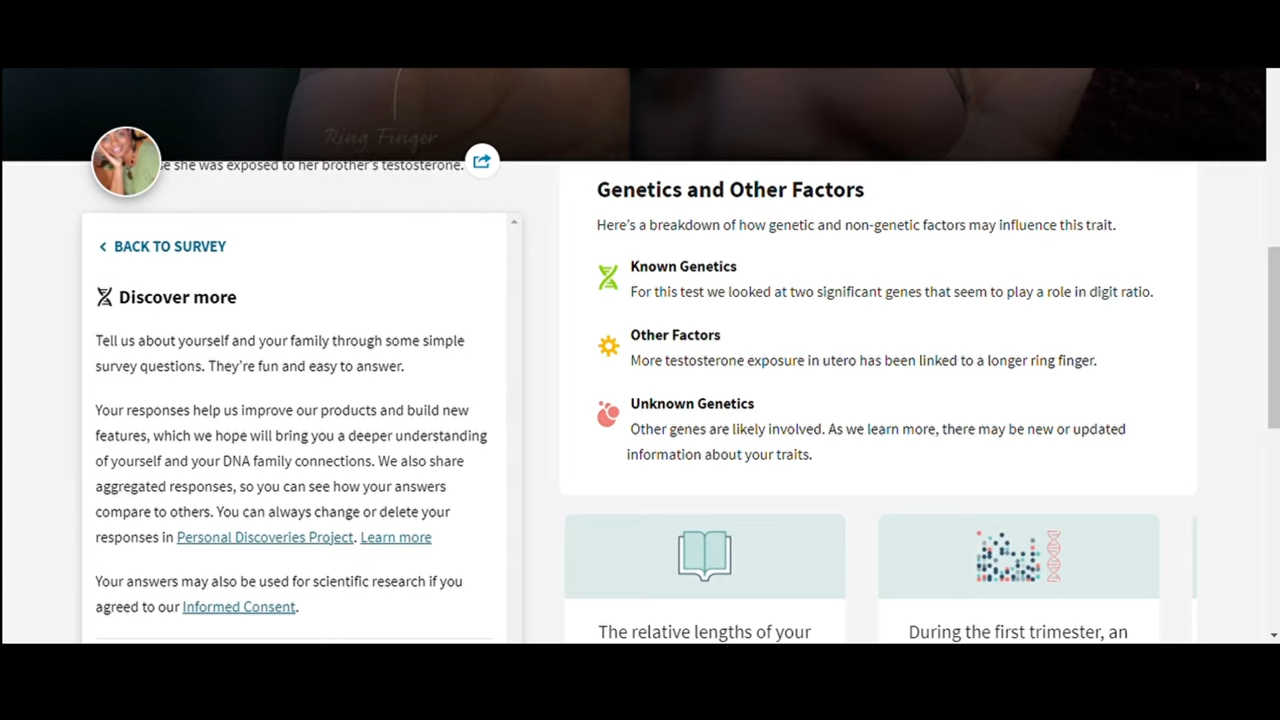 Ring Finger
e she was exposed to her brother's testosterone.
BACK TO SURVEY
Discover more
Tell us about yourself and your family through some simple
survey questions. They’re fun and easy to answer.
Your responses help us improve our products and build new
features, which we hope will bring you a deeper understanding
of yourself and your DNA family connections. We also share
aggregated responses, so you can see how your answers
compare to others. You can always change or delete your
responses in Personal Discoveries Project. Learn more
Your answers may also be used for scientific research if you
agreed to our Informed Consent.
Genetics and Other Factors
Here’s a breakdown of how genetic and non-genetic factors may influence this trait.
Known Genetics
For this test we looked at two significant genes that seem to play a role in digit ratio.
Other Factors
More testosterone exposure in utero has been linked to a longer ring finger.
Unknown Genetics
Other genes are likely involved. As we learn more, there may be new or updated
information about your traits.
The relative lengths of your
During the first trimester, an